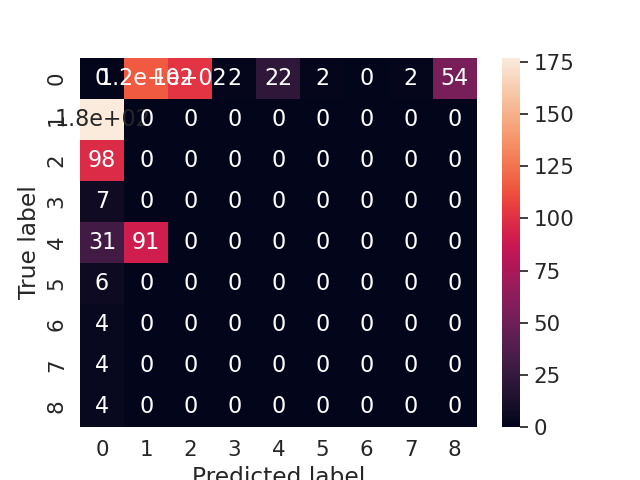 0 0 1.2e+02 1e+02 2 22 2 0 2 54
1 1.8e+02 0 0 0 0 0 0 0 0
2 98 0 0 0 0 0 0 0 0
3 7 0 0 0 0 0 0 0 0
4 31 91 0 0 0 0 0 0 0
5 6 0 0 0 0 0 0 0 0
6 4 0 0 0 0 0 0 0 0
7 4 0 0 0 0 0 0 0 0
8 4 0 0 0 0 0 0 0 0
0 1 2 3 4 5 6 7 8
True label
Predicted label
175
150
125
100
75
50
25
0